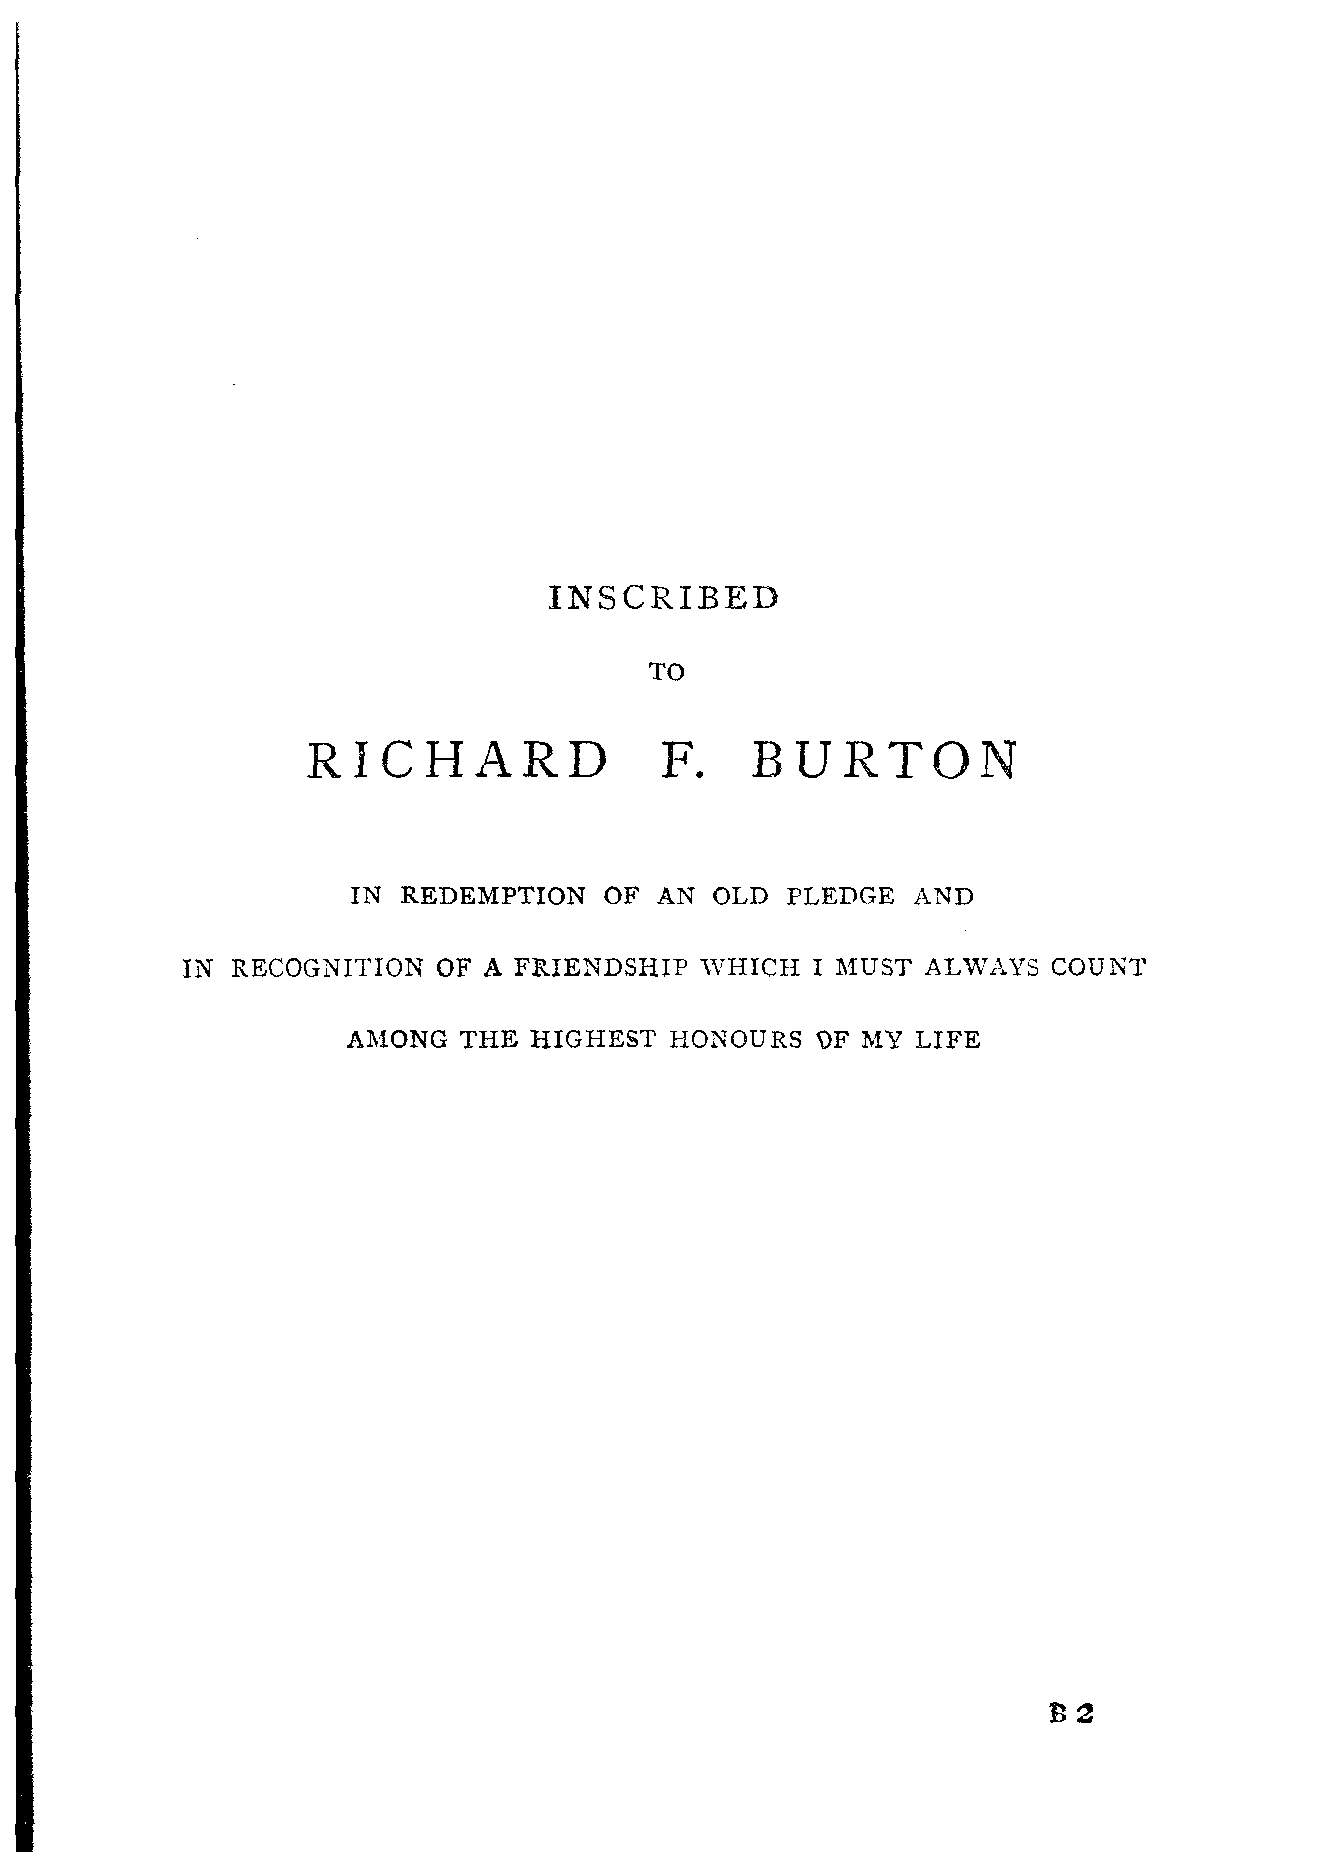 INSCRIBED
TO
RICHARD F. BURTON
IN REDEMPTION OF AN OLD PLEDGE AND
IN RECOGNITION OF A FRIENDSHIP WHICH I MUST ALWAYS COUNT
AMONG THE HIGHEST HONOURS OF MY LIFE
B 2